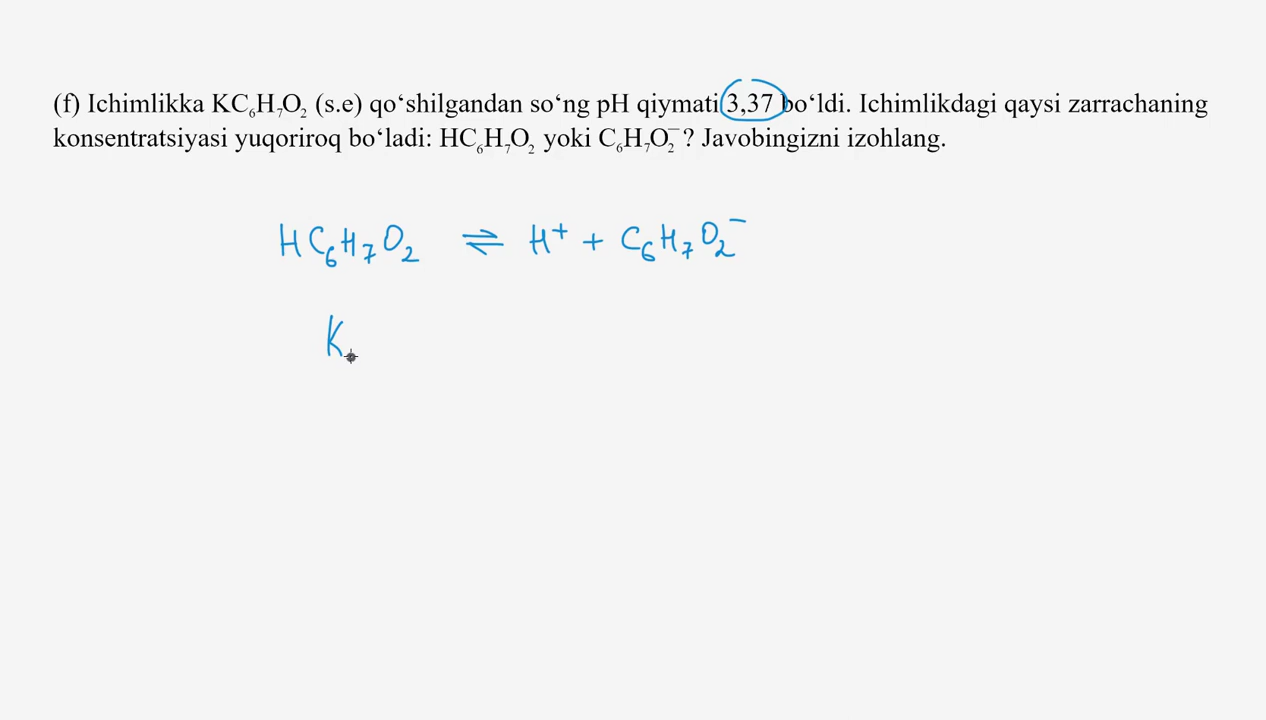 (f) Ichimlikka KC₆H₇O₂ (s.e) qo‘shilgandan so‘ng pH qiymati 3,37 bo‘ldi. Ichimlikdagi qaysi zarrachaning
konsentratsiyasi yuqoriroq bo‘ladi: HC₆H₇O₂ yoki C₆H₇O₂⁻ ? Javobingizni izohlang.
HC₆H₇O₂ ⇌ H⁺ + C₆H₇O₂⁻
K